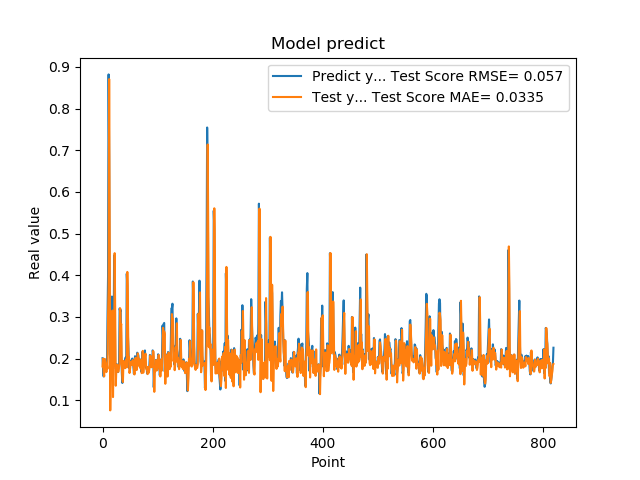 Model predict
Predict y... Test Score RMSE= 0.057
Test y... Test Score MAE= 0.0335
Real value
0.9
0.8
0.7
0.6
0.5
0.4
0.3
0.2
0.1
0 200 400 600 800
Point